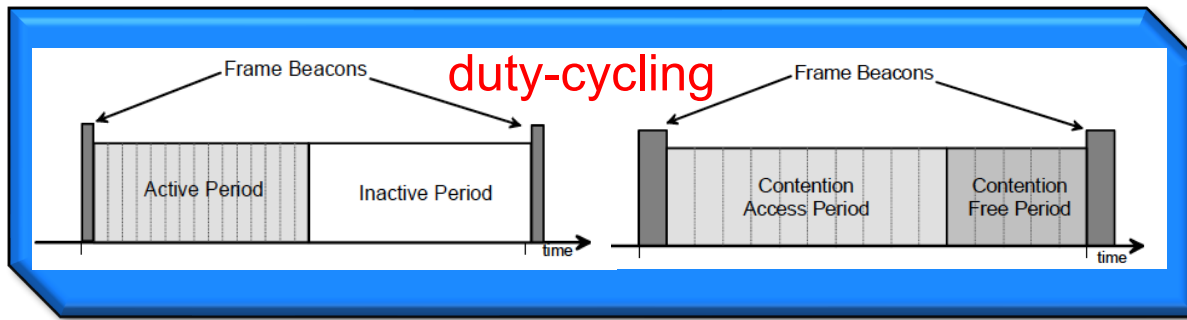 duty-cycling
Frame Beacons
Active Period
Inactive Period
time
Frame Beacons
Contention
Access Period
Contention
Free Period
time